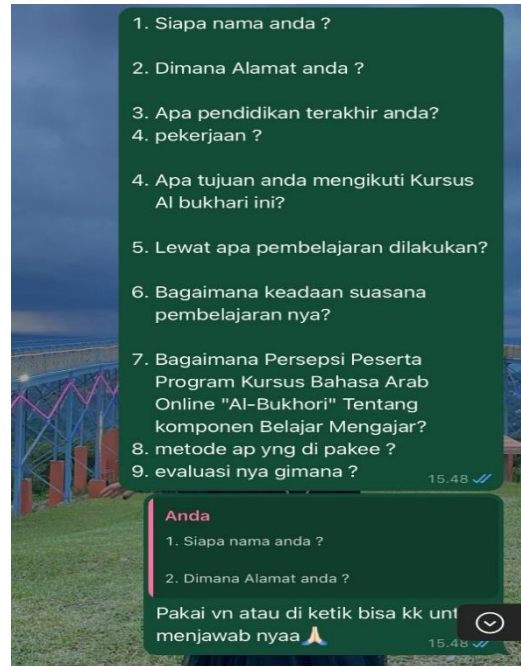 1. Siapa nama anda ?
2. Dimana Alamat anda ?
3. Apa pendidikan terakhir anda?
4. pekerjaan ?
4. Apa tujuan anda mengikuti Kursus
Al bukhari ini?
5. Lewat apa pembelajaran dilakukan?
6. Bagaimana keadaan suasana
pembelajaran nya?
7. Bagaimana Persepsi Peserta
Program Kursus Bahasa Arab
Online "Al-Bukhori" Tentang
komponen Belajar Mengajar?
8. metode ap yng di pakee ?
9. evaluasi nya gimana ?
15.48
Anda
1. Siapa nama anda ?
2. Dimana Alamat anda ?
Pakai vn atau di ketik bisa kk
menjawab nyaa 🙏🏻
15.48